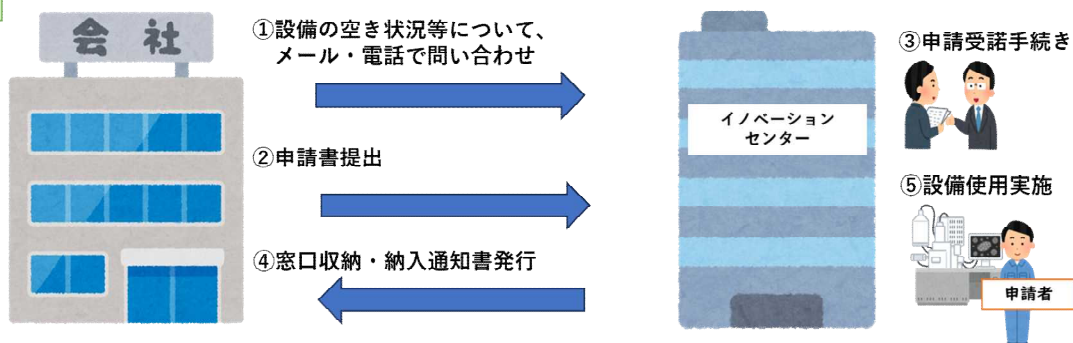 会社
①設備の空き状況等について、
メール・電話で問い合わせ
②申請書提出
④窓口収納・納入通知書発行
イノベーション
センター
③申請受諾手続き
⑤設備使用実施
申請者